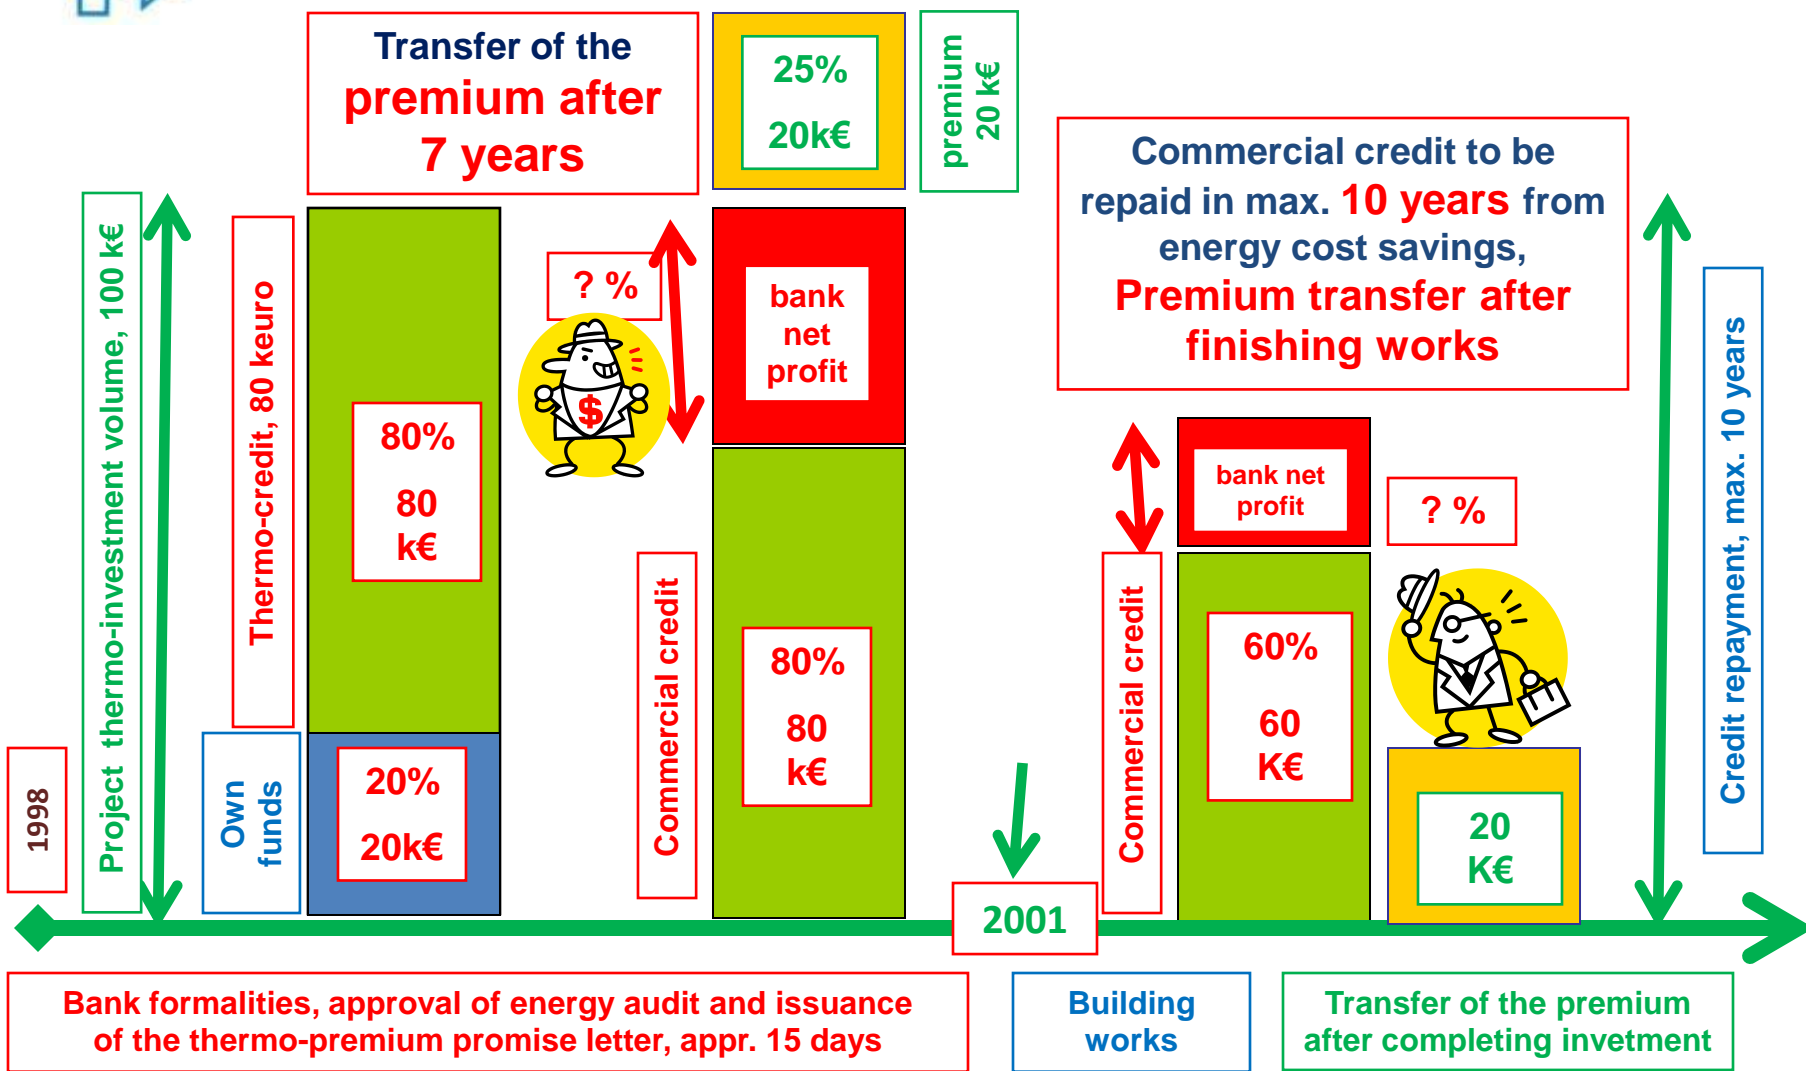 Transfer of the
premium after
7 years
25%
20k€
premium
20 k€
Commercial credit to be
repaid in max. 10 years from
energy cost savings,
Premium transfer after
finishing works
1998
Project thermo-investment volume, 100 k€
Thermo-credit, 80 keuro
Own
funds
80%
80
k€
20%
20k€
? %
$
bank
net
profit
Commercial credit
80%
80
k€
2001
Commercial credit
bank net
profit
? %
60%
60
K€
20
K€
Credit repayment, max. 10 years
Bank formalities, approval of energy audit and issuance
of the thermo-premium promise letter, appr. 15 days
Building
works
Transfer of the premium
after completing invetment